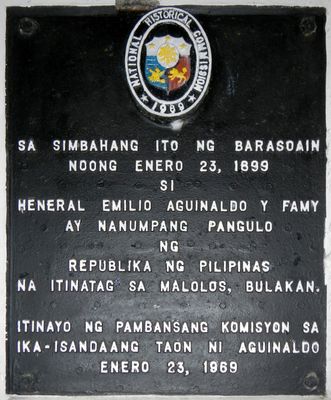 NATIONAL HISTORICAL COMMISSION
1969
SA SIMBAHANG ITO NG BARASOAIN
NOONG ENERO 23, 1899
SI
HENERAL EMILIO AGUINALDO Y FAMY
AY NANUMPANG PANGULO
NG
REPUBLIKA NG PILIPINAS
NA ITINATAG SA MALOLOS, BULAKAN.
ITINAYO NG PAMBANSANG KOMISYON SA
IKA-ISANDAANG TAON NI AGUINALDO
ENERO 23, 1969